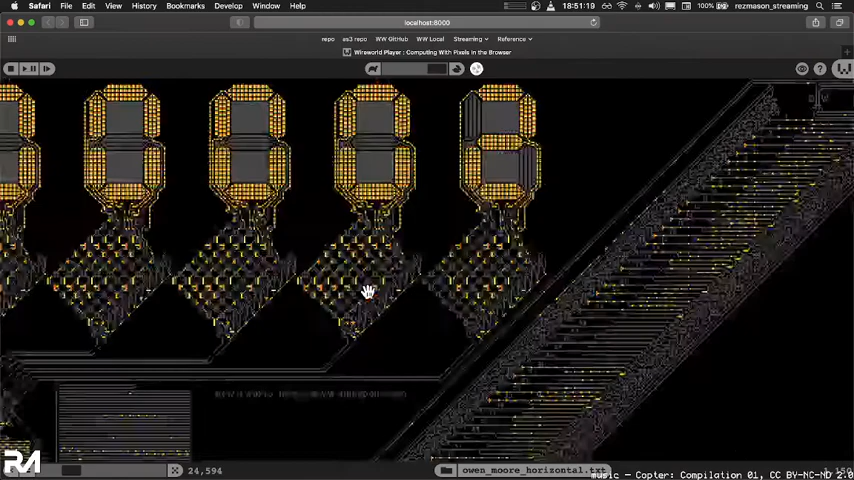 Safari File Edit View History Bookmarks Develop Window Help 100% 18:51:19 rezmason_streaming
localhost:8000
repo as3 repo WW GitHub WW Local Streaming Reference
Wireworld Player : Computing With Pixels in the Browser
RM
24,594
owen_moore_horizontal.txt
music - Copter: Compilation 01, CC BY-NC-ND 2.0